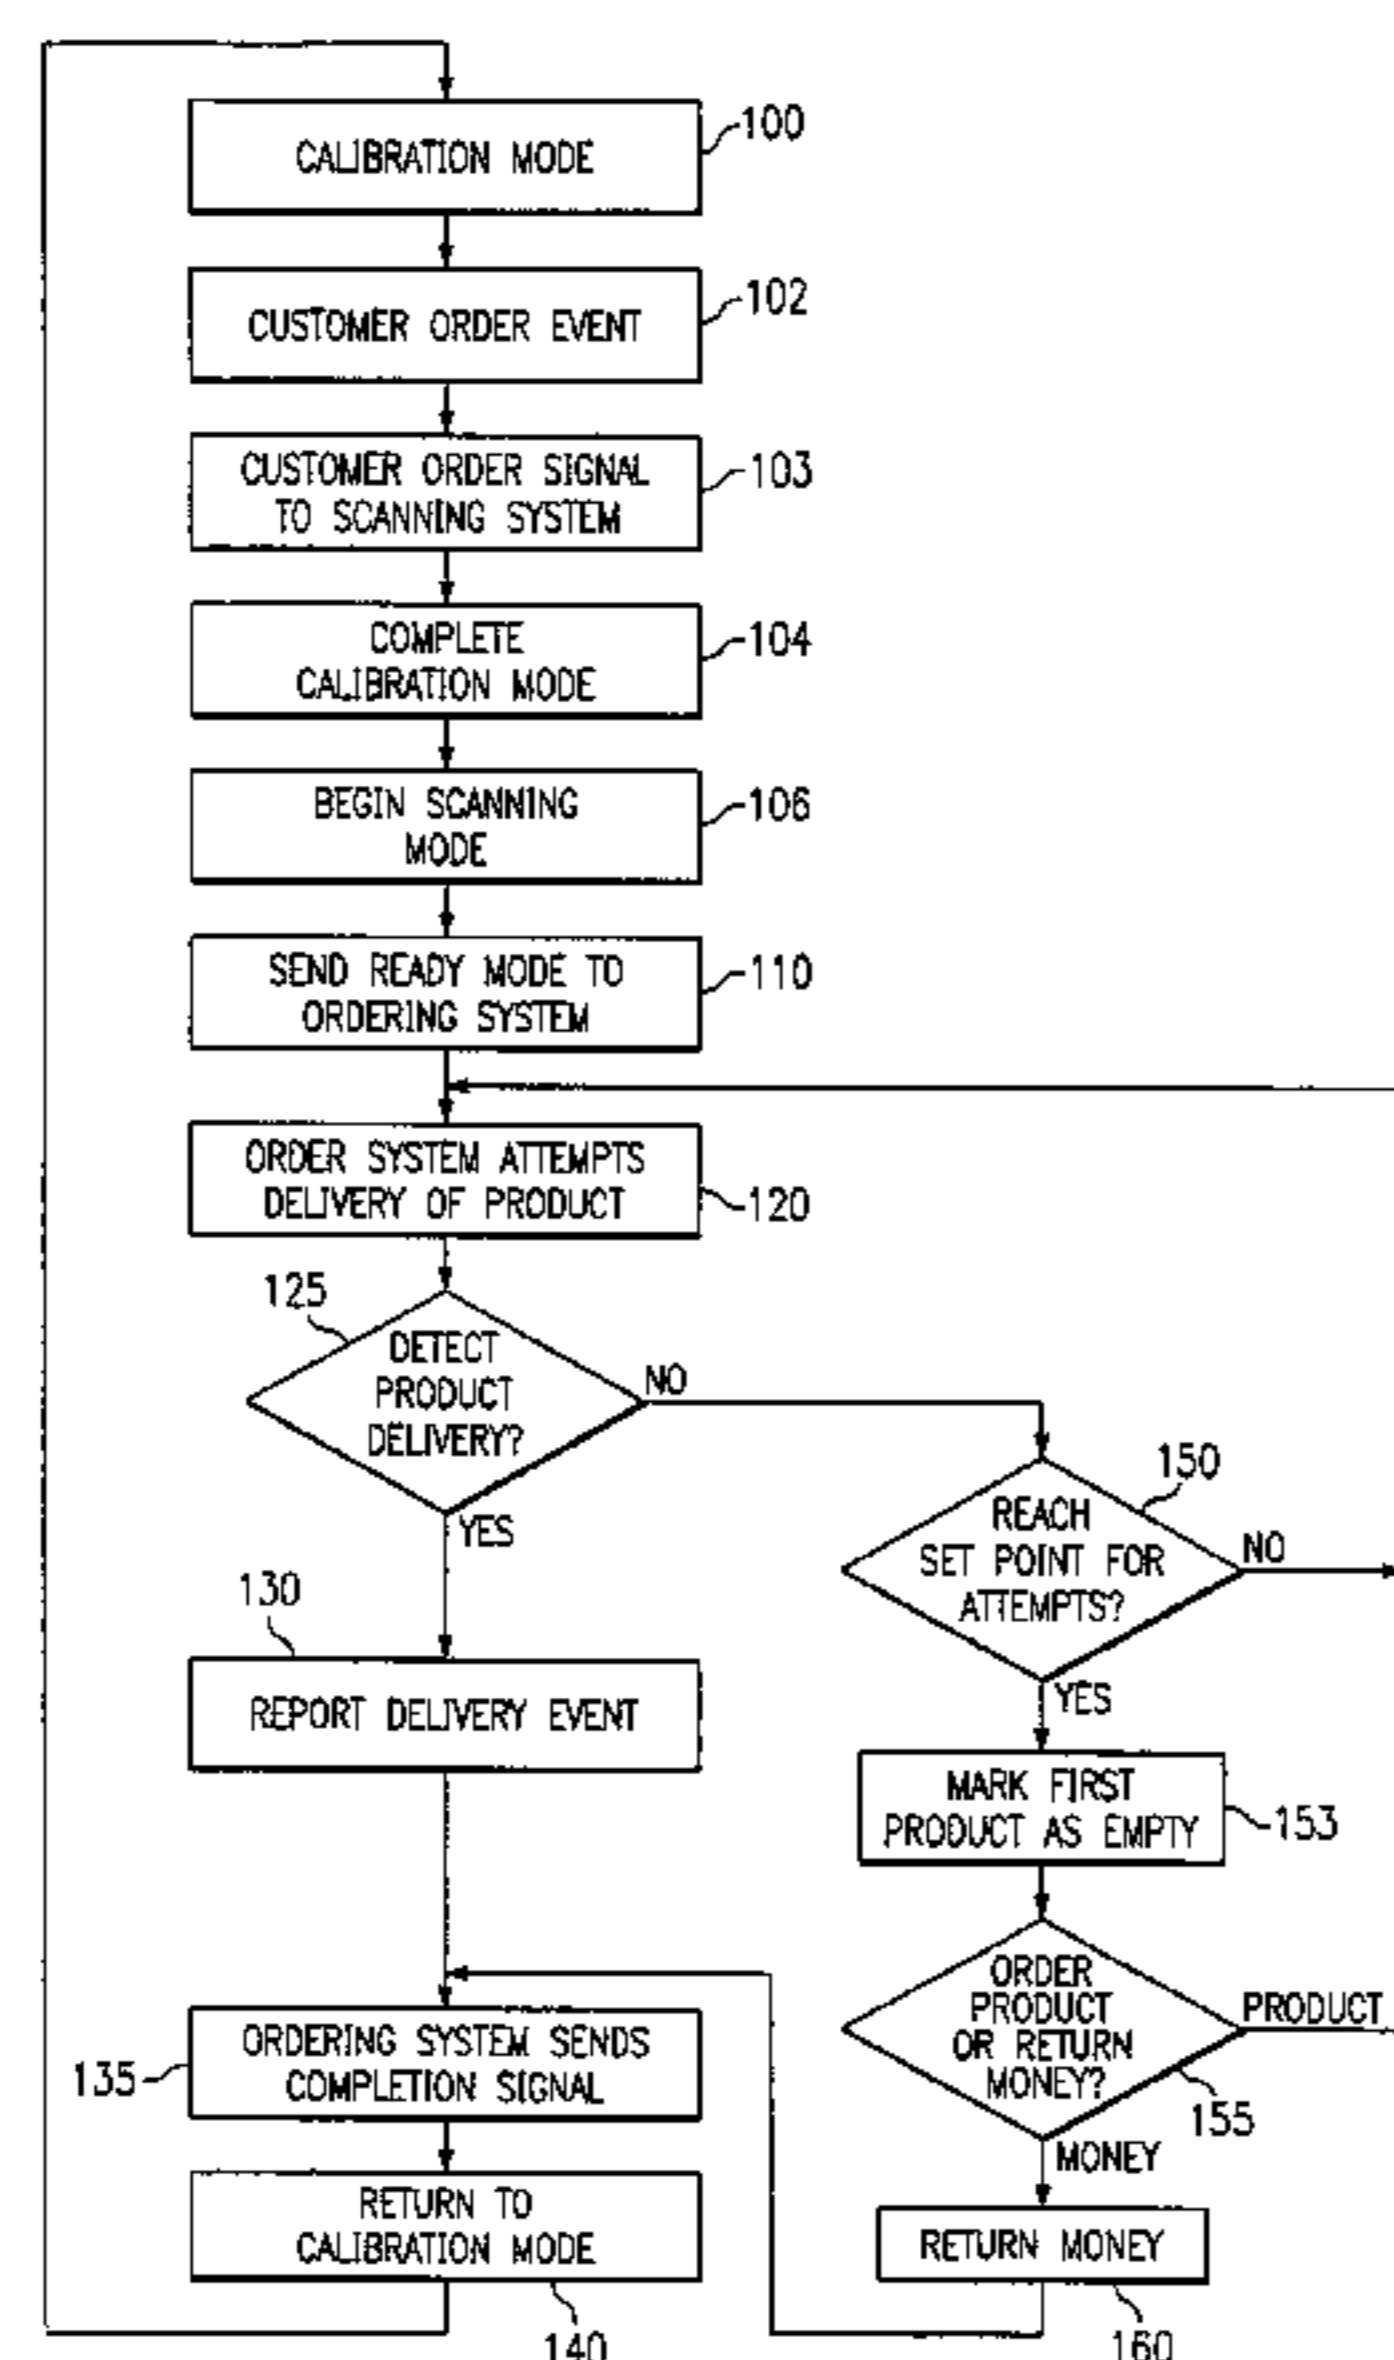 CALIBRATION MODE
100
CUSTOMER ORDER EVENT
102
CUSTOMER ORDER SIGNAL
TO SCANNING SYSTEM
103
COMPLETE
CALIBRATION MODE
104
BEGIN SCANNING
MODE
106
SEND READY MODE TO
ORDERING SYSTEM
110
ORDER SYSTEM ATTEMPTS
DELIVERY OF PRODUCT
120
125
DETECT
PRODUCT
DELIVERY?
NO
YES
150
REACH
SET POINT FOR
ATTEMPTS?
NO
YES
130
REPORT DELIVERY EVENT
MARK FIRST
PRODUCT AS EMPTY
153
ORDER
PRODUCT
OR RETURN
MONEY?
PRODUCT
155
MONEY
ORDERING SYSTEM SENDS
COMPLETION SIGNAL
135
RETURN TO
CALIBRATION MODE
140
RETURN MONEY
160